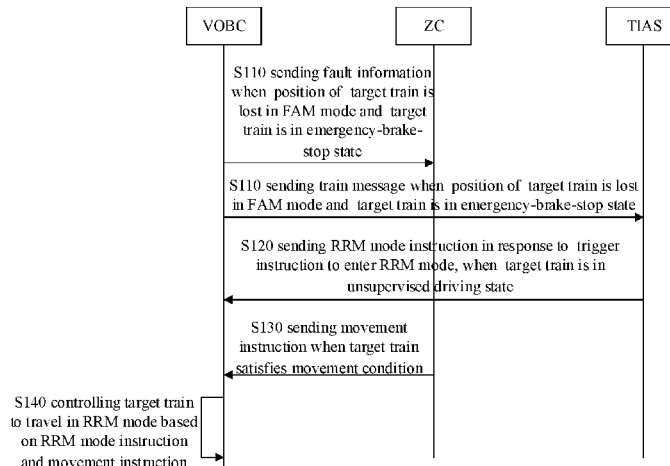 VOBC
ZC
TIAS
S110 sending fault information
when position of target train is
lost in FAM mode and target
train is in emergency-brake-
stop state
S110 sending train message when position of target train is lost
in FAM mode and target train is in emergency-brake-stop state
S120 sending RRM mode instruction in response to trigger
instruction to enter RRM mode, when target train is in
unsupervised driving state
S130 sending movement
instruction when target train
satisfies movement condition
S140 controlling target train
to travel in RRM mode based
on RRM mode instruction
and movement instruction